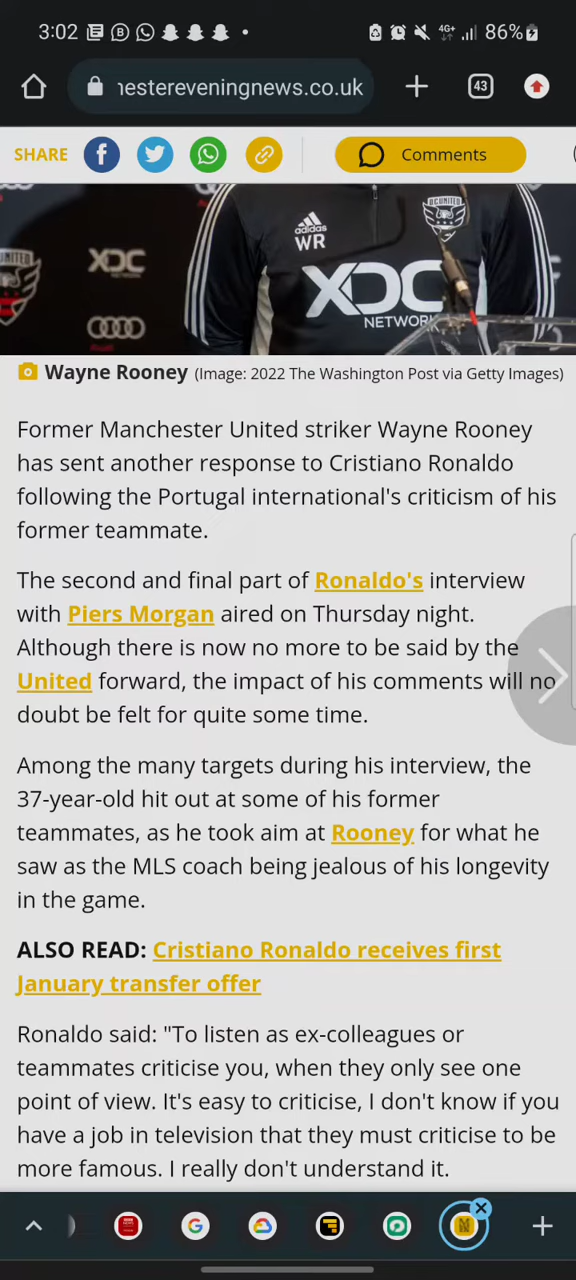 3:02
4G+
86%
nestereveningnews.co.uk
43
SHARE
Comments
UNITED
XDC
Audi
adidas
WR
DC UNITED
XDC
NETWORK
Wayne Rooney (Image: 2022 The Washington Post via Getty Images)
Former Manchester United striker Wayne Rooney
has sent another response to Cristiano Ronaldo
following the Portugal international's criticism of his
former teammate.
The second and final part of Ronaldo's interview
with Piers Morgan aired on Thursday night.
Although there is now no more to be said by the
United forward, the impact of his comments will no
doubt be felt for quite some time.
Among the many targets during his interview, the
37-year-old hit out at some of his former
teammates, as he took aim at Rooney for what he
saw as the MLS coach being jealous of his longevity
in the game.
ALSO READ: Cristiano Ronaldo receives first
January transfer offer
Ronaldo said: "To listen as ex-colleagues or
teammates criticise you, when they only see one
point of view. It's easy to criticise, I don't know if you
have a job in television that they must criticise to be
more famous. I really don't understand it.